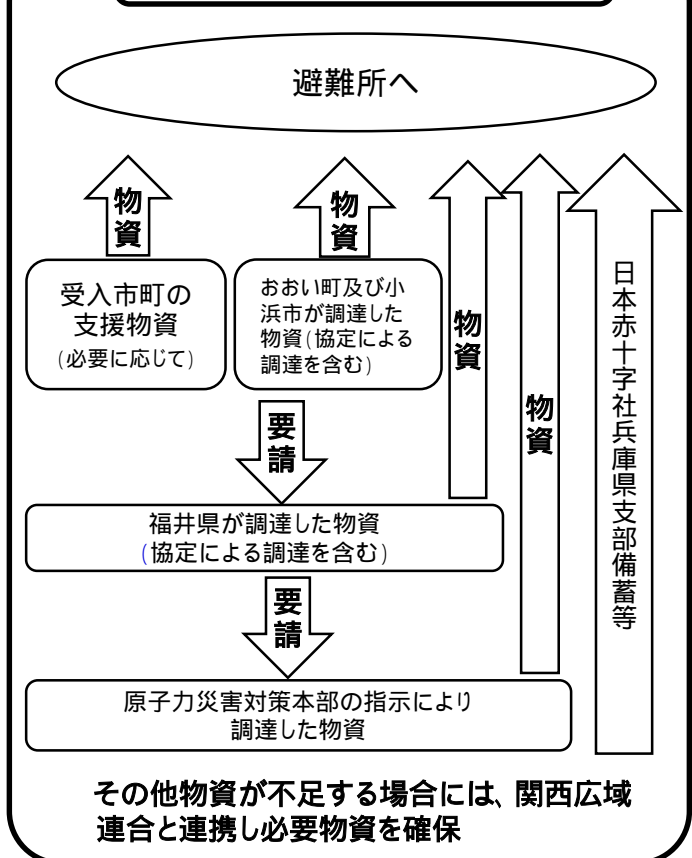 避難所へ
物資
物資
物資
物資
日本赤十字社兵庫県支部備蓄等
受入市町の
支援物資
(必要に応じて)
おおい町及び小
浜市が調達した
物資(協定による
調達を含む)
要請
福井県が調達した物資
(協定による調達を含む)
要請
原子力災害対策本部の指示により
調達した物資
その他物資が不足する場合には、関西広域
連合と連携し必要物資を確保